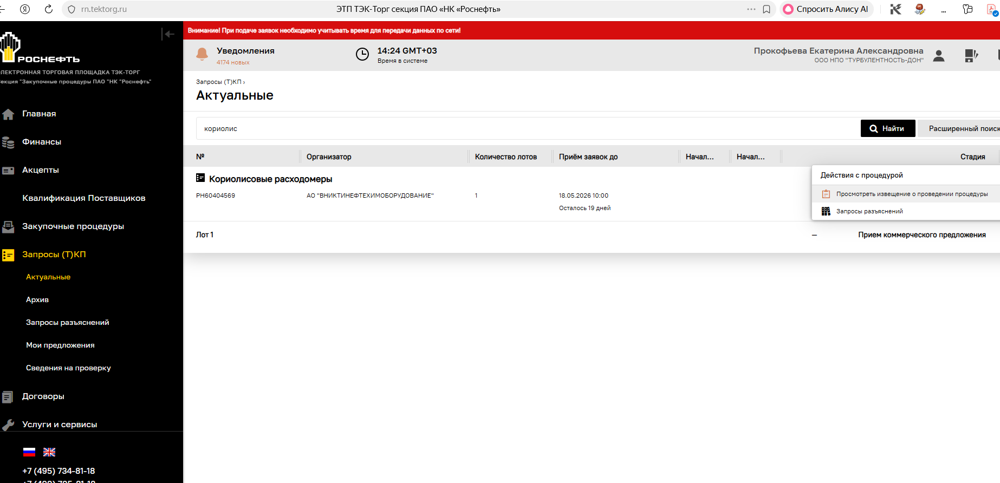 rn.tektorg.ru
ЭТП ТЭК-Торг секция ПАО «НК «Роснефть»
Спросить Алису AI
Внимание! При подаче заявок необходимо учитывать время для передачи данных по сети!
РОСНЕФТЬ
ЛЕКТРОННАЯ ТОРГОВАЯ ПЛОЩАДКА ТЭК-ТОРГ
екция "Закупочные процедуры ПАО "НК "Роснефть"
Уведомления
4174 новых
14:24 GMT+03
Время в системе
Прокофьева Екатерина Александровна
ООО НПО "ТУРБУЛЕНТНОСТЬ-ДОН"
Главная
Финансы
Акцепты
Квалификация Поставщиков
Закупочные процедуры
Запросы (Т)КП
Актуальные
Архив
Запросы разъяснений
Мои предложения
Сведения на проверку
Договоры
Услуги и сервисы
+7 (495) 734-81-18
Запросы (Т)КП ›
Актуальные
кориолис
Найти
Расширенный поиск
№ Организатор Количество лотов Приём заявок до Начал... Начал... Стадия
Кориолисовые расходомеры
РН60404569 АО "ВНИКТИНЕФТЕХИМОБОРУДОВАНИЕ" 1 18.05.2026 10:00
Осталось 19 дней
Действия с процедурой
Просмотреть извещение о проведении процедуры
Запросы разъяснений
Лот 1 – Прием коммерческого предложения